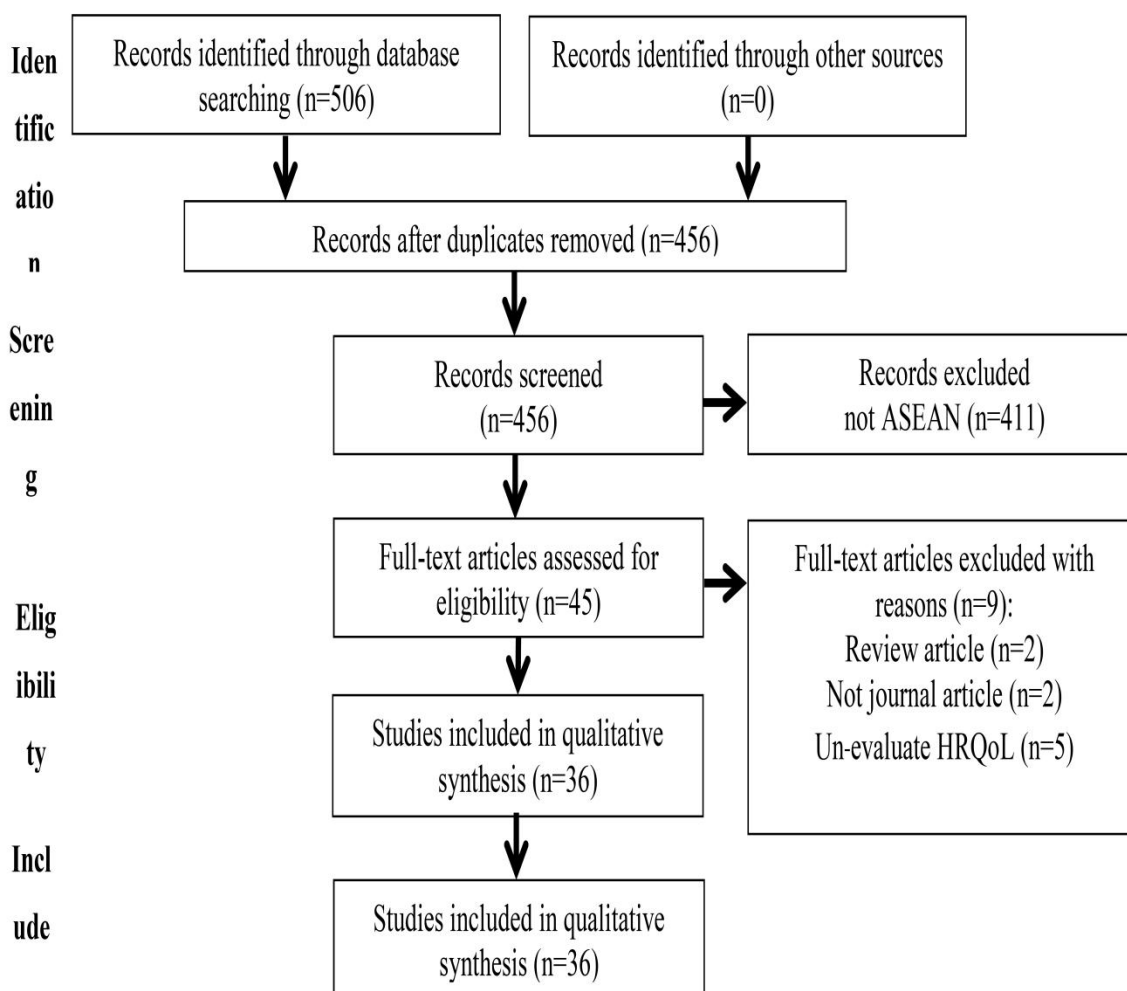 Iden
tific
atio
n
Records identified through database
searching (n=506)
Records identified through other sources
(n=0)
Records after duplicates removed (n=456)
Scre
enin
g
Records screened
(n=456)
Records excluded
not ASEAN (n=411)
Elig
ibili
ty
Full-text articles assessed for
eligibility (n=45)
Full-text articles excluded with
reasons (n=9):
Review article (n=2)
Not journal article (n=2)
Un-evaluate HRQoL (n=5)
Studies included in qualitative
synthesis (n=36)
Incl
ude
Studies included in qualitative
synthesis (n=36)